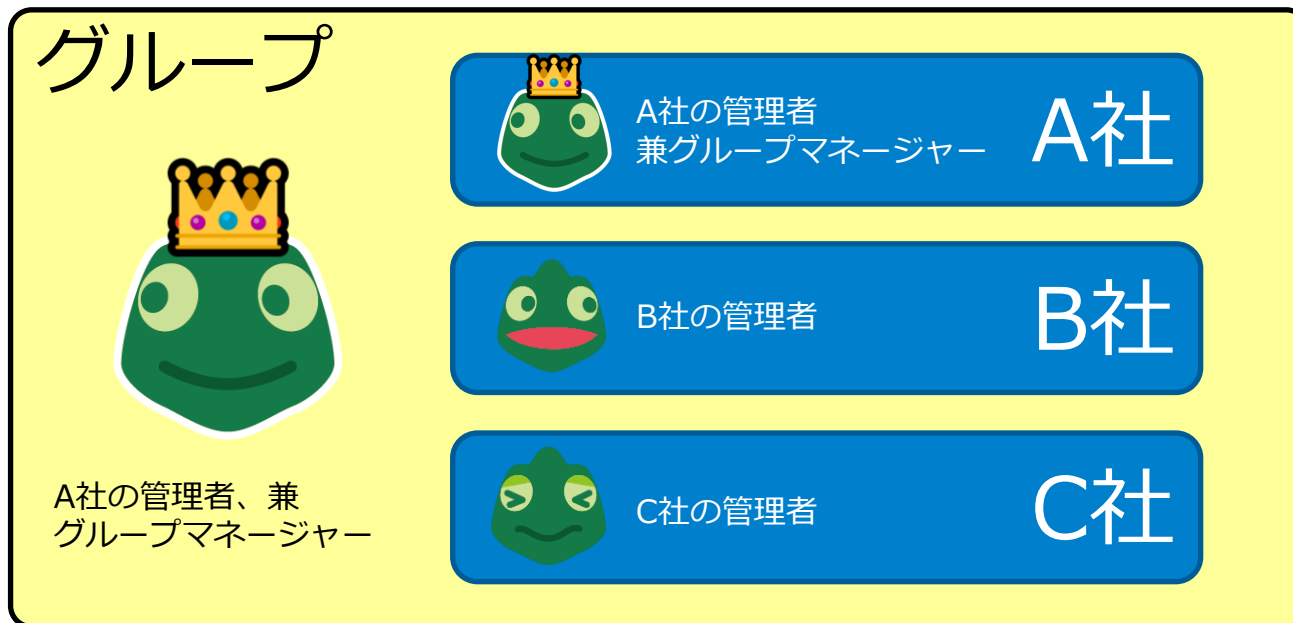 グループ
A社の管理者、兼
グループマネージャー
A社の管理者
兼グループマネージャー
A社
B社の管理者
B社
C社の管理者
C社